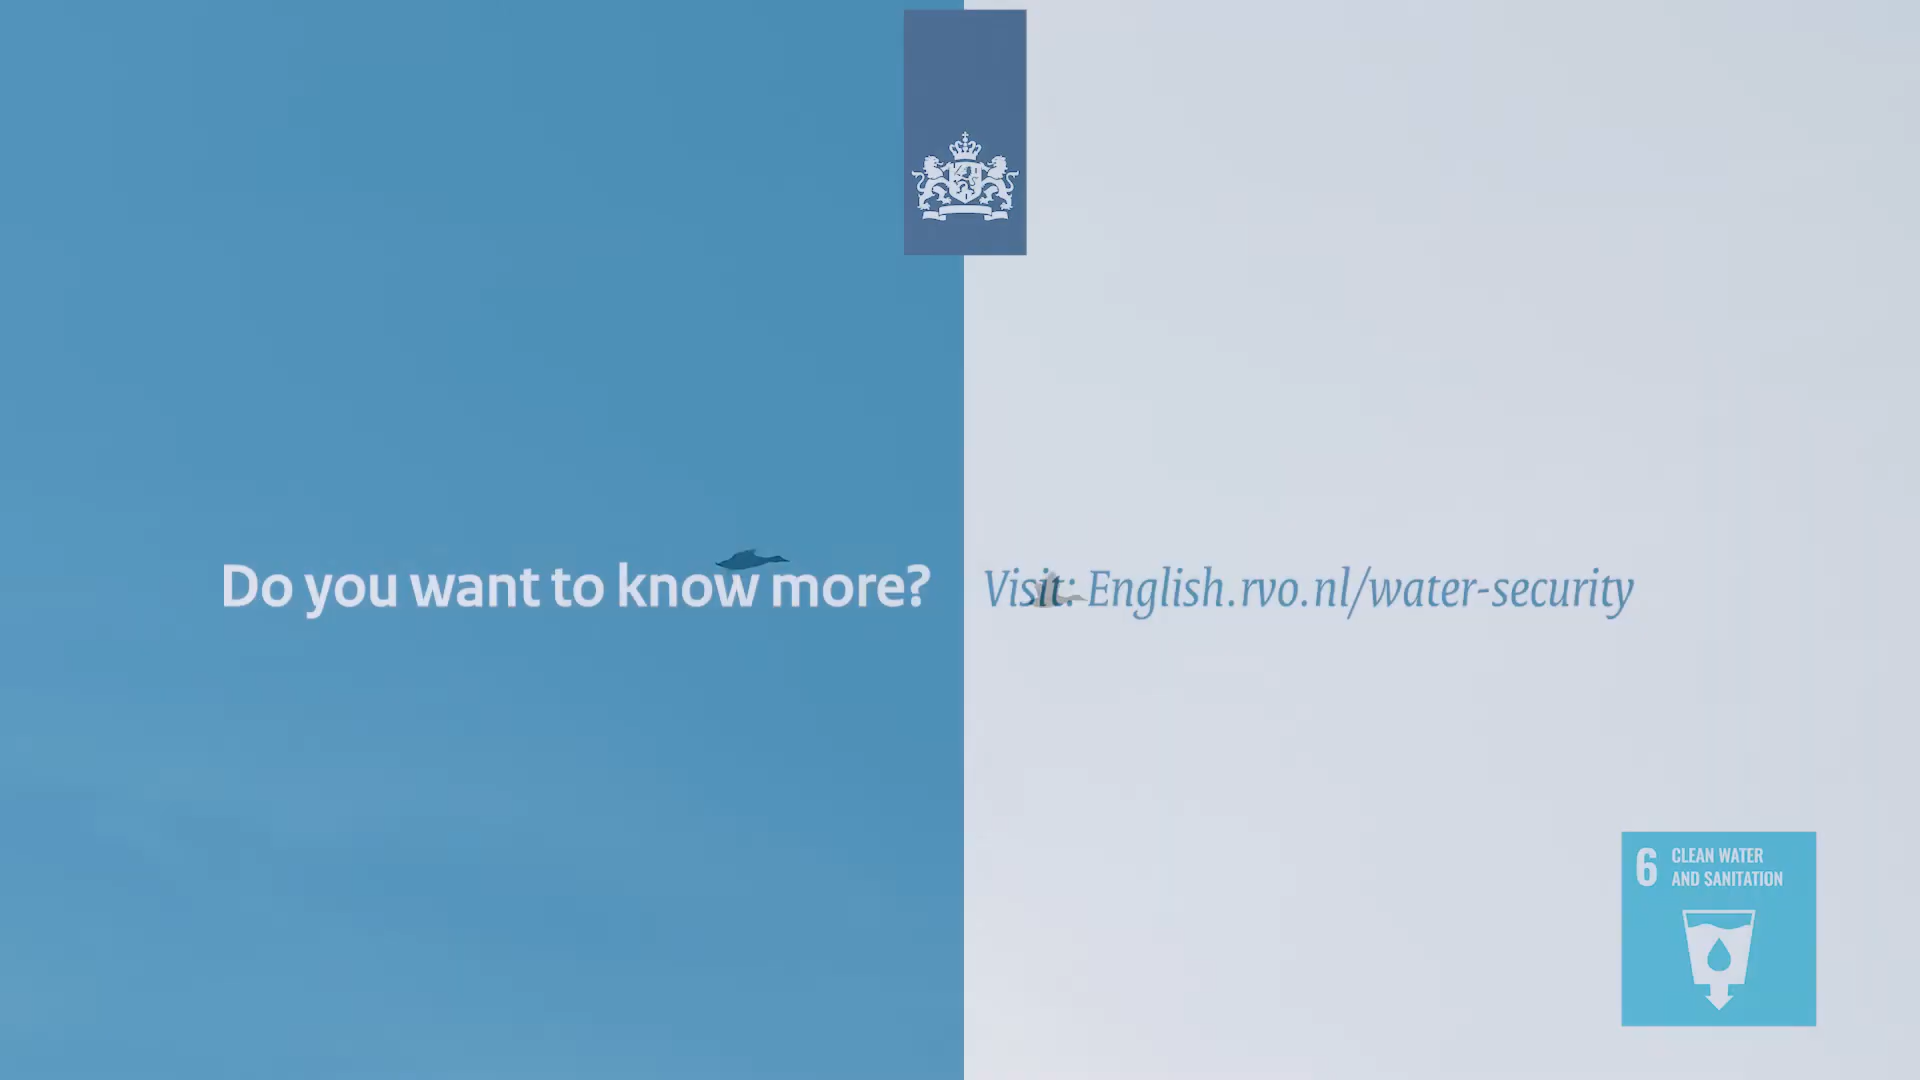 Do you want to know more?
Visit: English.rvo.nl/water-security
6 CLEAN WATER
AND SANITATION